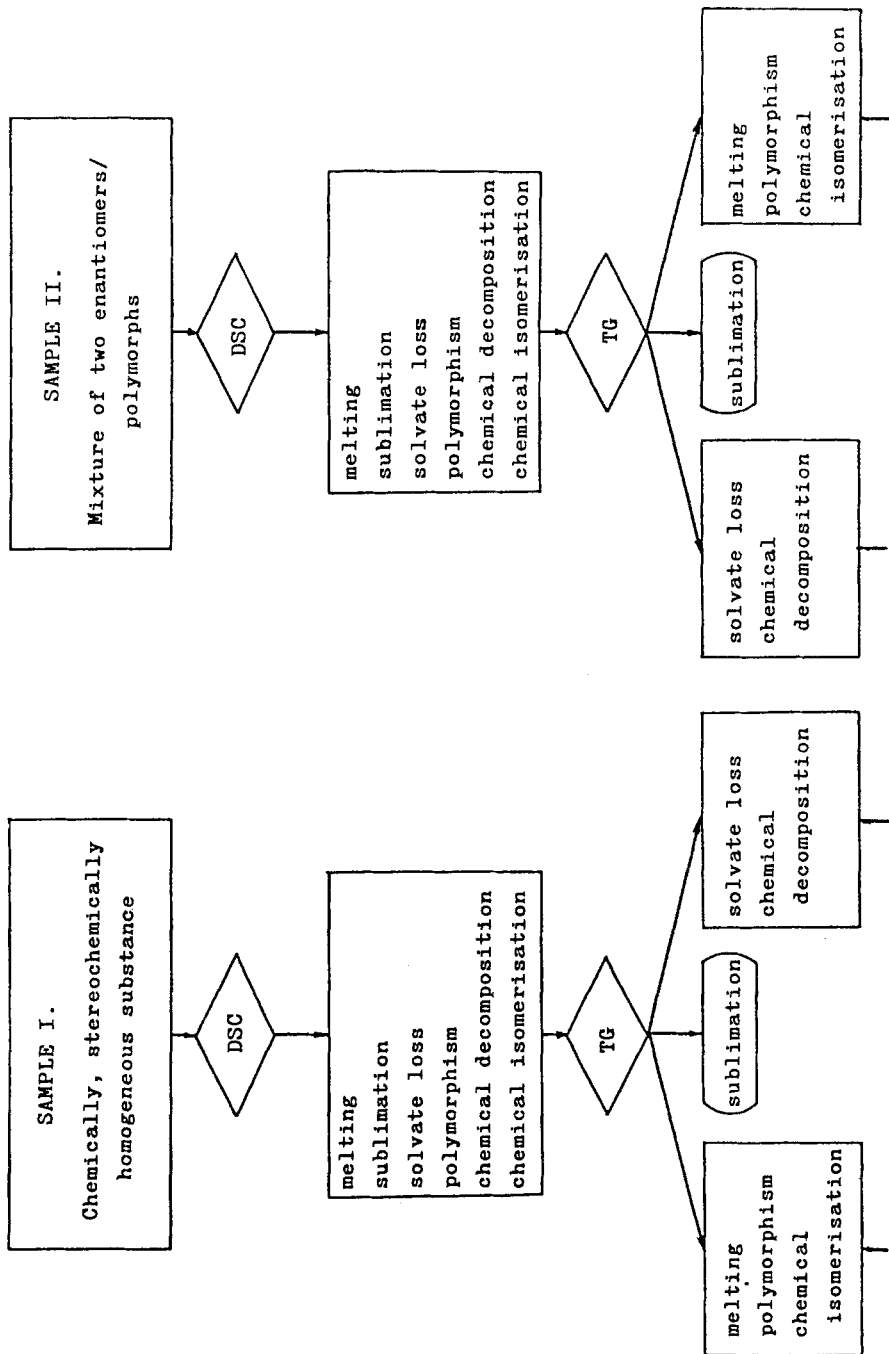 SAMPLE I.
Chemically, stereochemically
homogeneous substance
DSC
melting
sublimation
solvate loss
polymorphism
chemical decomposition
chemical isomerisation
TG
melting
polymorphism
chemical
isomerisation
sublimation
solvate loss
chemical
decomposition
SAMPLE II.
Mixture of two enantiomers/
polymorphs
DSC
melting
sublimation
solvate loss
polymorphism
chemical decomposition
chemical isomerisation
TG
solvate loss
chemical
decomposition
sublimation
melting
polymorphism
chemical
isomerisation